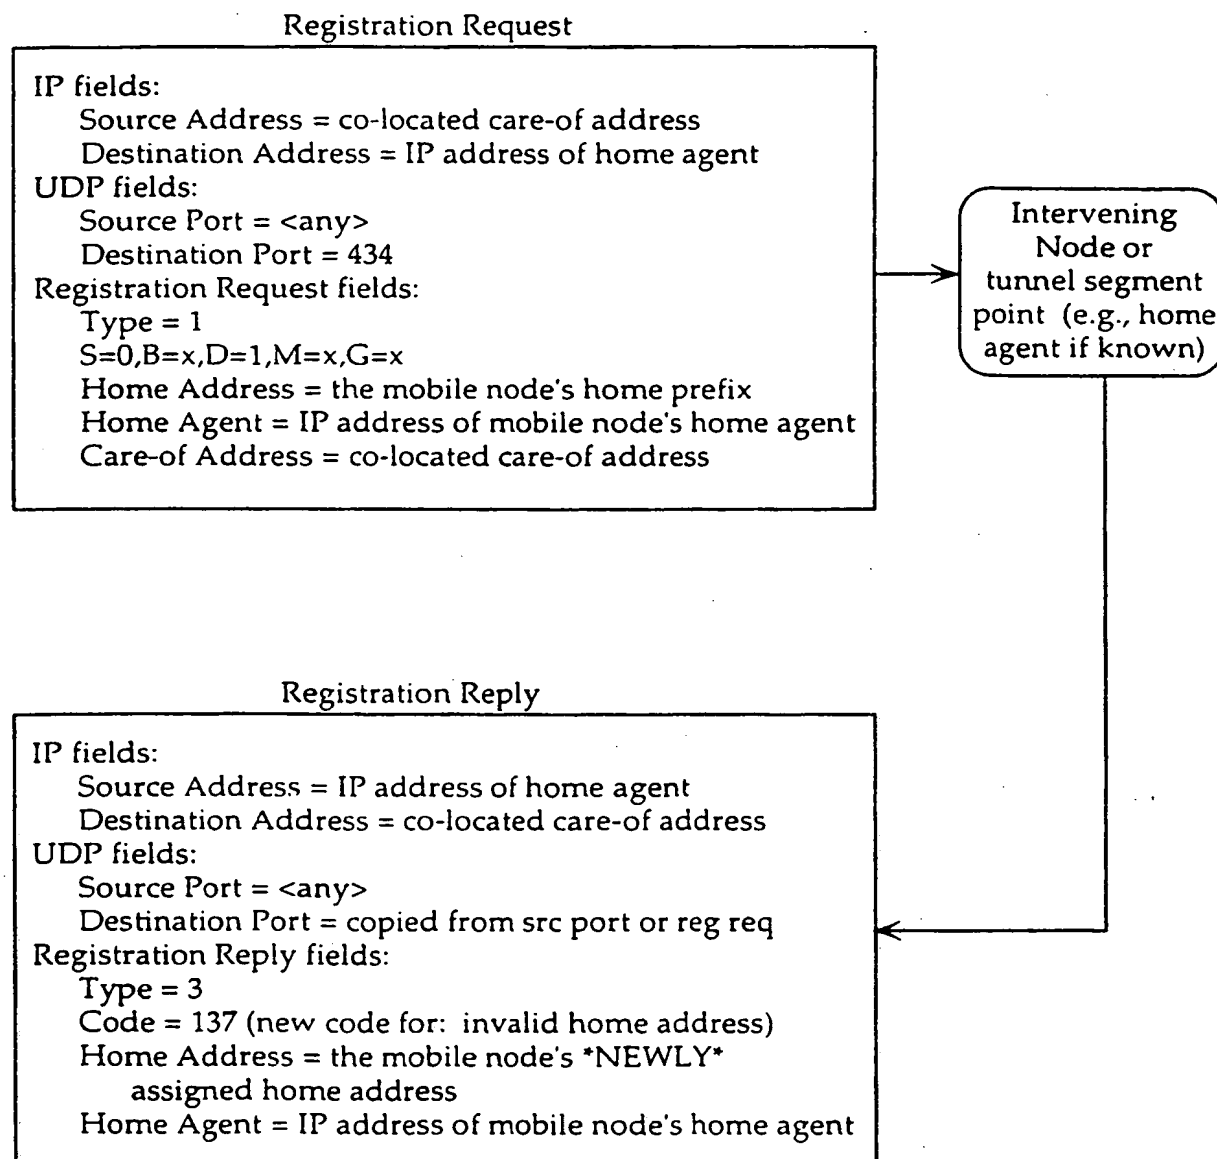 Registration Request
IP fields:
Source Address = co-located care-of address
Destination Address = IP address of home agent
UDP fields:
Source Port = <any>
Destination Port = 434
Registration Request fields:
Type = 1
S=0,B=x,D=1,M=x,G=x
Home Address = the mobile node's home prefix
Home Agent = IP address of mobile node's home agent
Care-of Address = co-located care-of address
Intervening
Node or
tunnel segment
point (e.g., home
agent if known)
Registration Reply
IP fields:
Source Address = IP address of home agent
Destination Address = co-located care-of address
UDP fields:
Source Port = <any>
Destination Port = copied from src port or reg req
Registration Reply fields:
Type = 3
Code = 137 (new code for: invalid home address)
Home Address = the mobile node's *NEWLY*
assigned home address
Home Agent = IP address of mobile node's home agent